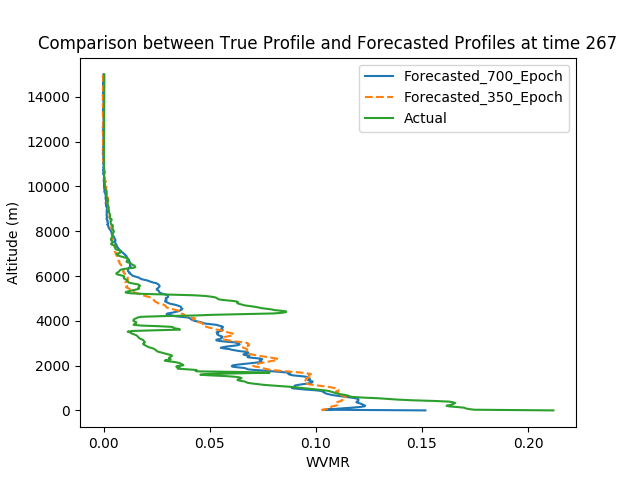 Comparison between True Profile and Forecasted Profiles at time 267
Forecasted_700_Epoch
Forecasted_350_Epoch
Actual
Altitude (m)
14000
12000
10000
8000
6000
4000
2000
0
0.00 0.05 0.10 0.15 0.20
WVMR